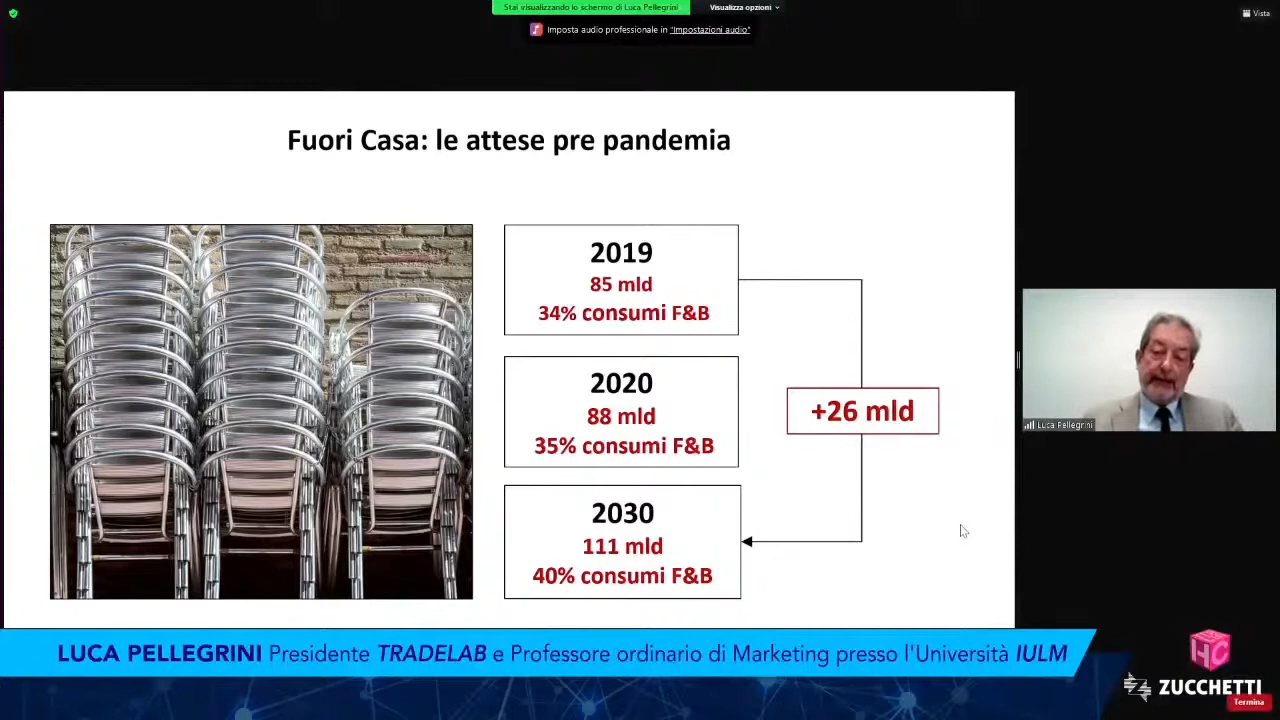 Stai visualizzando lo schermo di Luca Pellegrini
Visualizza opzioni
Vista
Imposta audio professionale in "Impostazioni audio"
Fuori Casa: le attese pre pandemia
2019
85 mld
34% consumi F&B
2020
88 mld
35% consumi F&B
+26 mld
2030
111 mld
40% consumi F&B
Luca Pellegrini
LUCA PELLEGRINI Presidente TRADELAB e Professore ordinario di Marketing presso l'Università IULM
HC
ZUCCHETTI
Termina